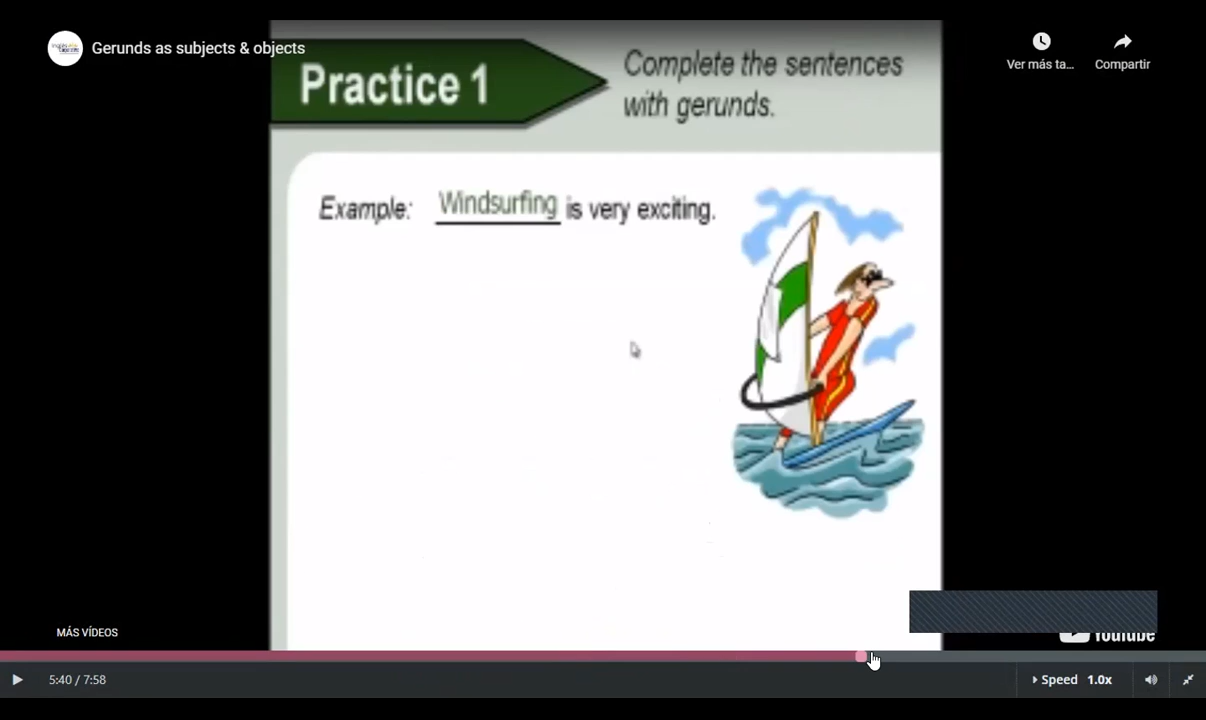 Gerunds as subjects & objects
Ver más ta...
Compartir
Practice 1
Complete the sentences
with gerunds.
Example: Windsurfing is very exciting.
MÁS VÍDEOS
YouTube
5:40 / 7:58
Speed 1.0x